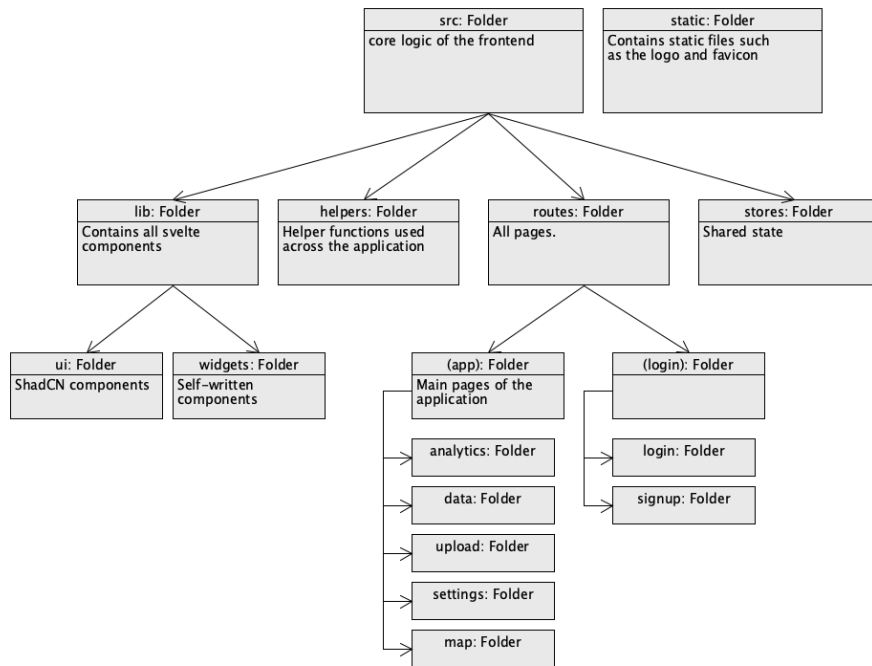 src: Folder
core logic of the frontend
static: Folder
Contains static files such
as the logo and favicon
lib: Folder
Contains all svelte
components
helpers: Folder
Helper functions used
across the application
routes: Folder
All pages.
stores: Folder
Shared state
ui: Folder
ShadCN components
widgets: Folder
Self-written
components
(app): Folder
Main pages of the
application
(login): Folder
analytics: Folder
data: Folder
upload: Folder
settings: Folder
map: Folder
login: Folder
signup: Folder